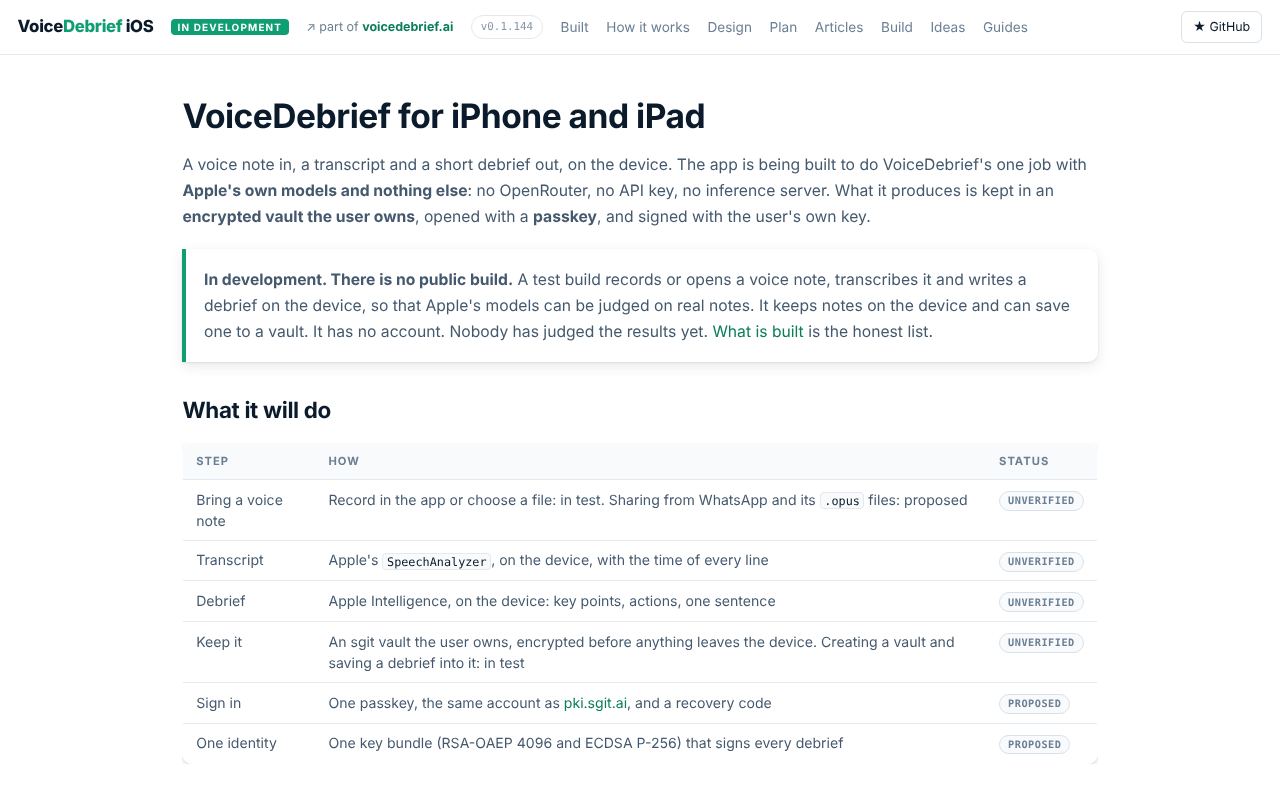 VoiceDebrief iOS IN DEVELOPMENT ↗ part of voicedebrief.ai v0.1.144 Built How it works Design Plan Articles Build Ideas Guides ★ GitHub
VoiceDebrief for iPhone and iPad
A voice note in, a transcript and a short debrief out, on the device. The app is being built to do VoiceDebrief's one job with
Apple's own models and nothing else: no OpenRouter, no API key, no inference server. What it produces is kept in an
encrypted vault the user owns, opened with a passkey, and signed with the user's own key.
In development. There is no public build. A test build records or opens a voice note, transcribes it and writes a
debrief on the device, so that Apple's models can be judged on real notes. It keeps notes on the device and can save
one to a vault. It has no account. Nobody has judged the results yet. What is built is the honest list.
What it will do
STEP HOW STATUS
Bring a voice note Record in the app or choose a file: in test. Sharing from WhatsApp and its .opus files: proposed UNVERIFIED
Transcript Apple's SpeechAnalyzer, on the device, with the time of every line UNVERIFIED
Debrief Apple Intelligence, on the device: key points, actions, one sentence UNVERIFIED
Keep it An sgit vault the user owns, encrypted before anything leaves the device. Creating a vault and UNVERIFIED
saving a debrief into it: in test
Sign in One passkey, the same account as pki.sgit.ai, and a recovery code PROPOSED
One identity One key bundle (RSA-OAEP 4096 and ECDSA P-256) that signs every debrief PROPOSED